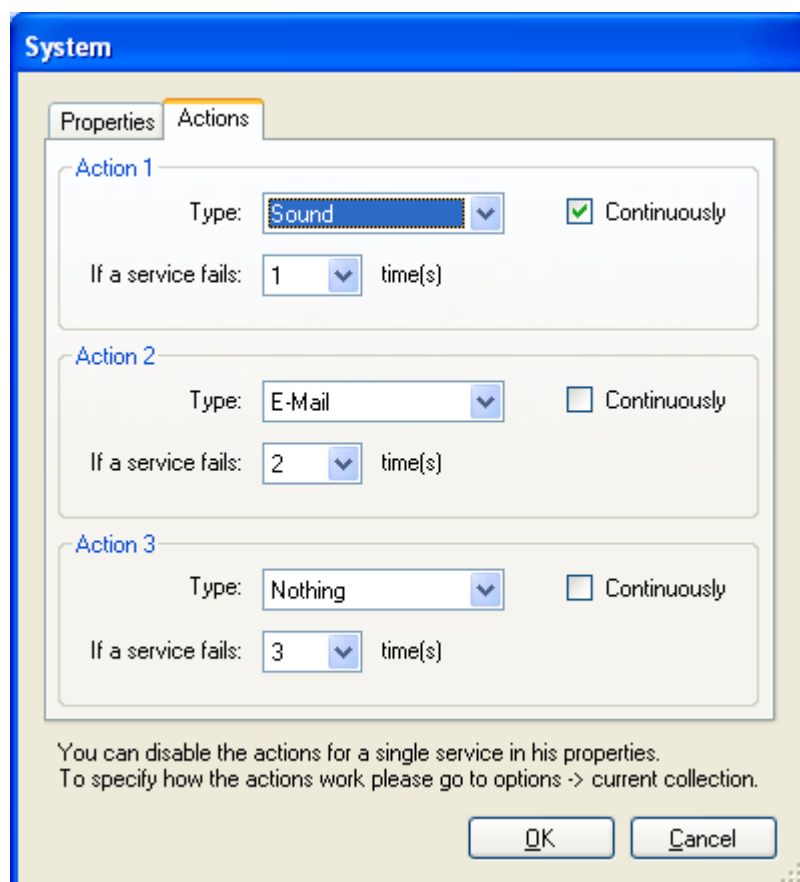 System
Properties Actions
Action 1
Type: Sound Continuously
If a service fails: 1 time(s)
Action 2
Type: E-Mail Continuously
If a service fails: 2 time(s)
Action 3
Type: Nothing Continuously
If a service fails: 3 time(s)
You can disable the actions for a single service in his properties.
To specify how the actions work please go to options -> current collection.
OK Cancel